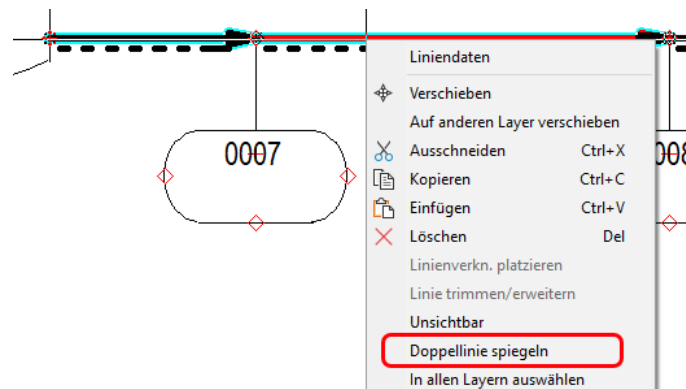 Liniendaten
Verschieben
Auf anderen Layer verschieben
0007
Ausschneiden Ctrl+X
Kopieren Ctrl+C
Einfügen Ctrl+V
Löschen Del
Linienverkn. platzieren
Linie trimmen/erweitern
Unsichtbar
Doppellinie spiegeln
In allen Layern auswählen